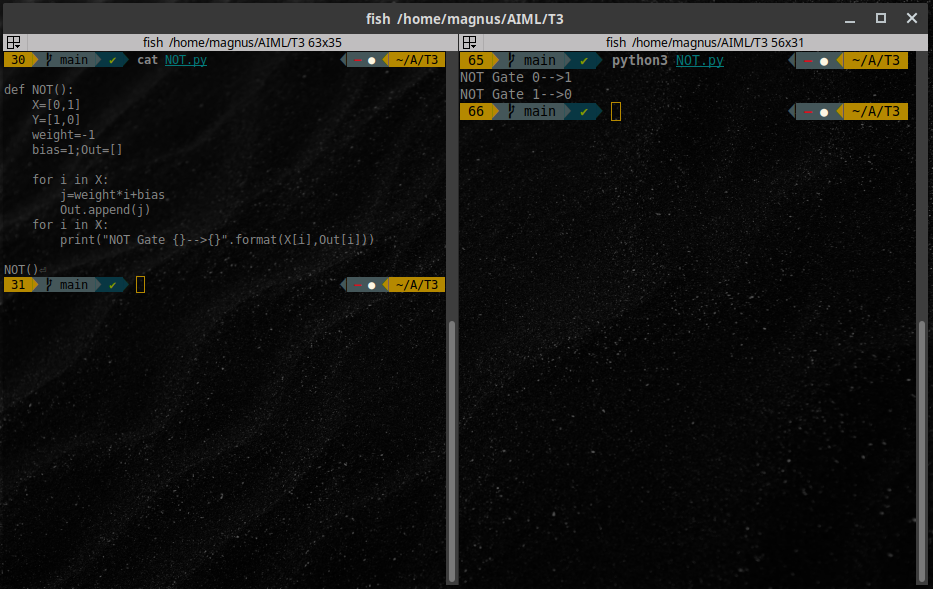 fish /home/magnus/AIML/T3
fish /home/magnus/AIML/T3 63x35
30 main ✔ cat NOT.py ~/A/T3
def NOT():
    X=[0,1]
    Y=[1,0]
    weight=-1
    bias=1;Out=[]
    for i in X:
        j=weight*i+bias
        Out.append(j)
    for i in X:
        print("NOT Gate {}-->{}".format(X[i],Out[i]))
NOT()⏎
31 main ✔ ~/A/T3
fish /home/magnus/AIML/T3 56x31
65 main ✔ python3 NOT.py ~/A/T3
NOT Gate 0-->1
NOT Gate 1-->0
66 main ✔ ~/A/T3